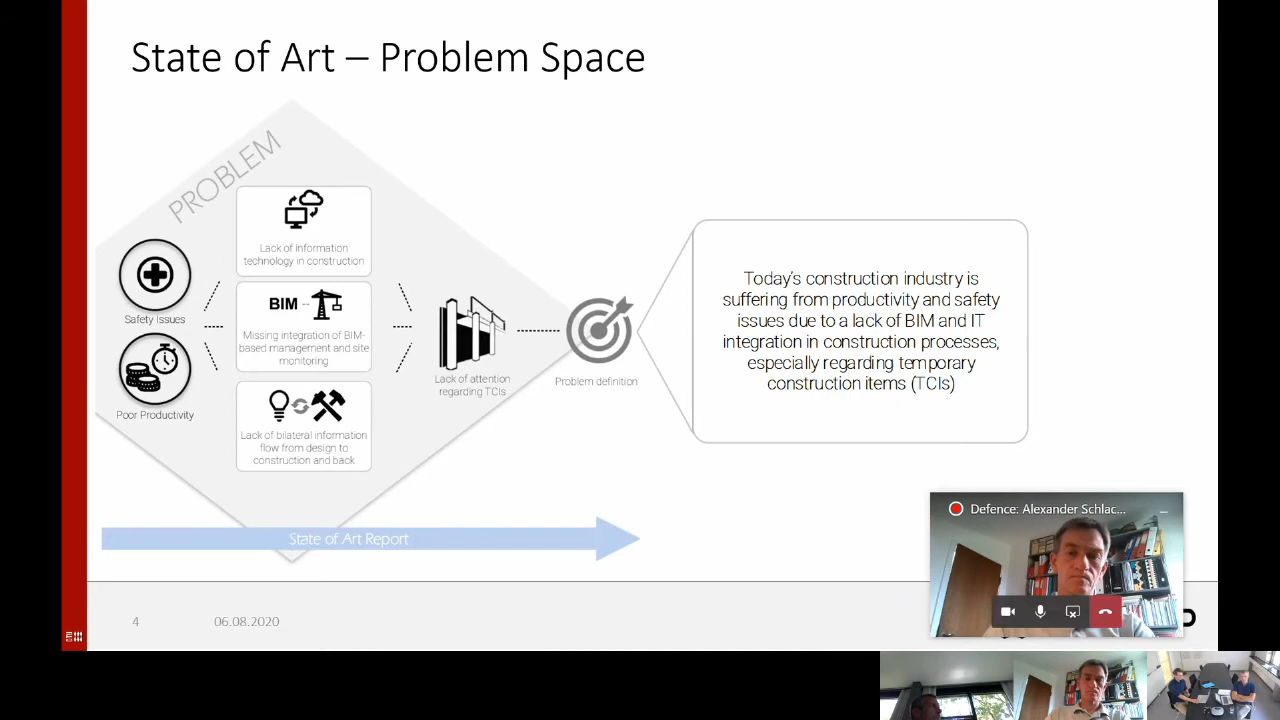 State of Art – Problem Space
PROBLEM
Safety Issues
Poor Productivity
Lack of information
technology in construction
BIM
Missing integration of BIM-
based management and site
monitoring
Lack of bilateral information
flow from design to
construction and back
Lack of attention
regarding TCIs
Problem definition
Today's construction industry is
suffering from productivity and safety
issues due to a lack of BIM and IT
integration in construction processes,
especially regarding temporary
construction items (TCIs)
State of Art Report
Defence: Alexander Schlac...
4
06.08.2020